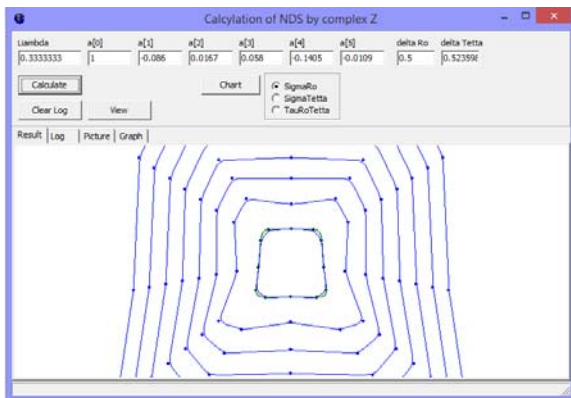 Calcylation of NDS by complex Z
Liambda a[0] a[1] a[2] a[3] a[4] a[5] delta Ro delta Tetta
0.3333333 1 -0.086 0.0167 0.058 -0.1405 -0.0109 0.5 0.523598
Calculate Chart SigmaRo
SigmaTetta
Clear Log View TauRoTetta
Result Log Picture Graph